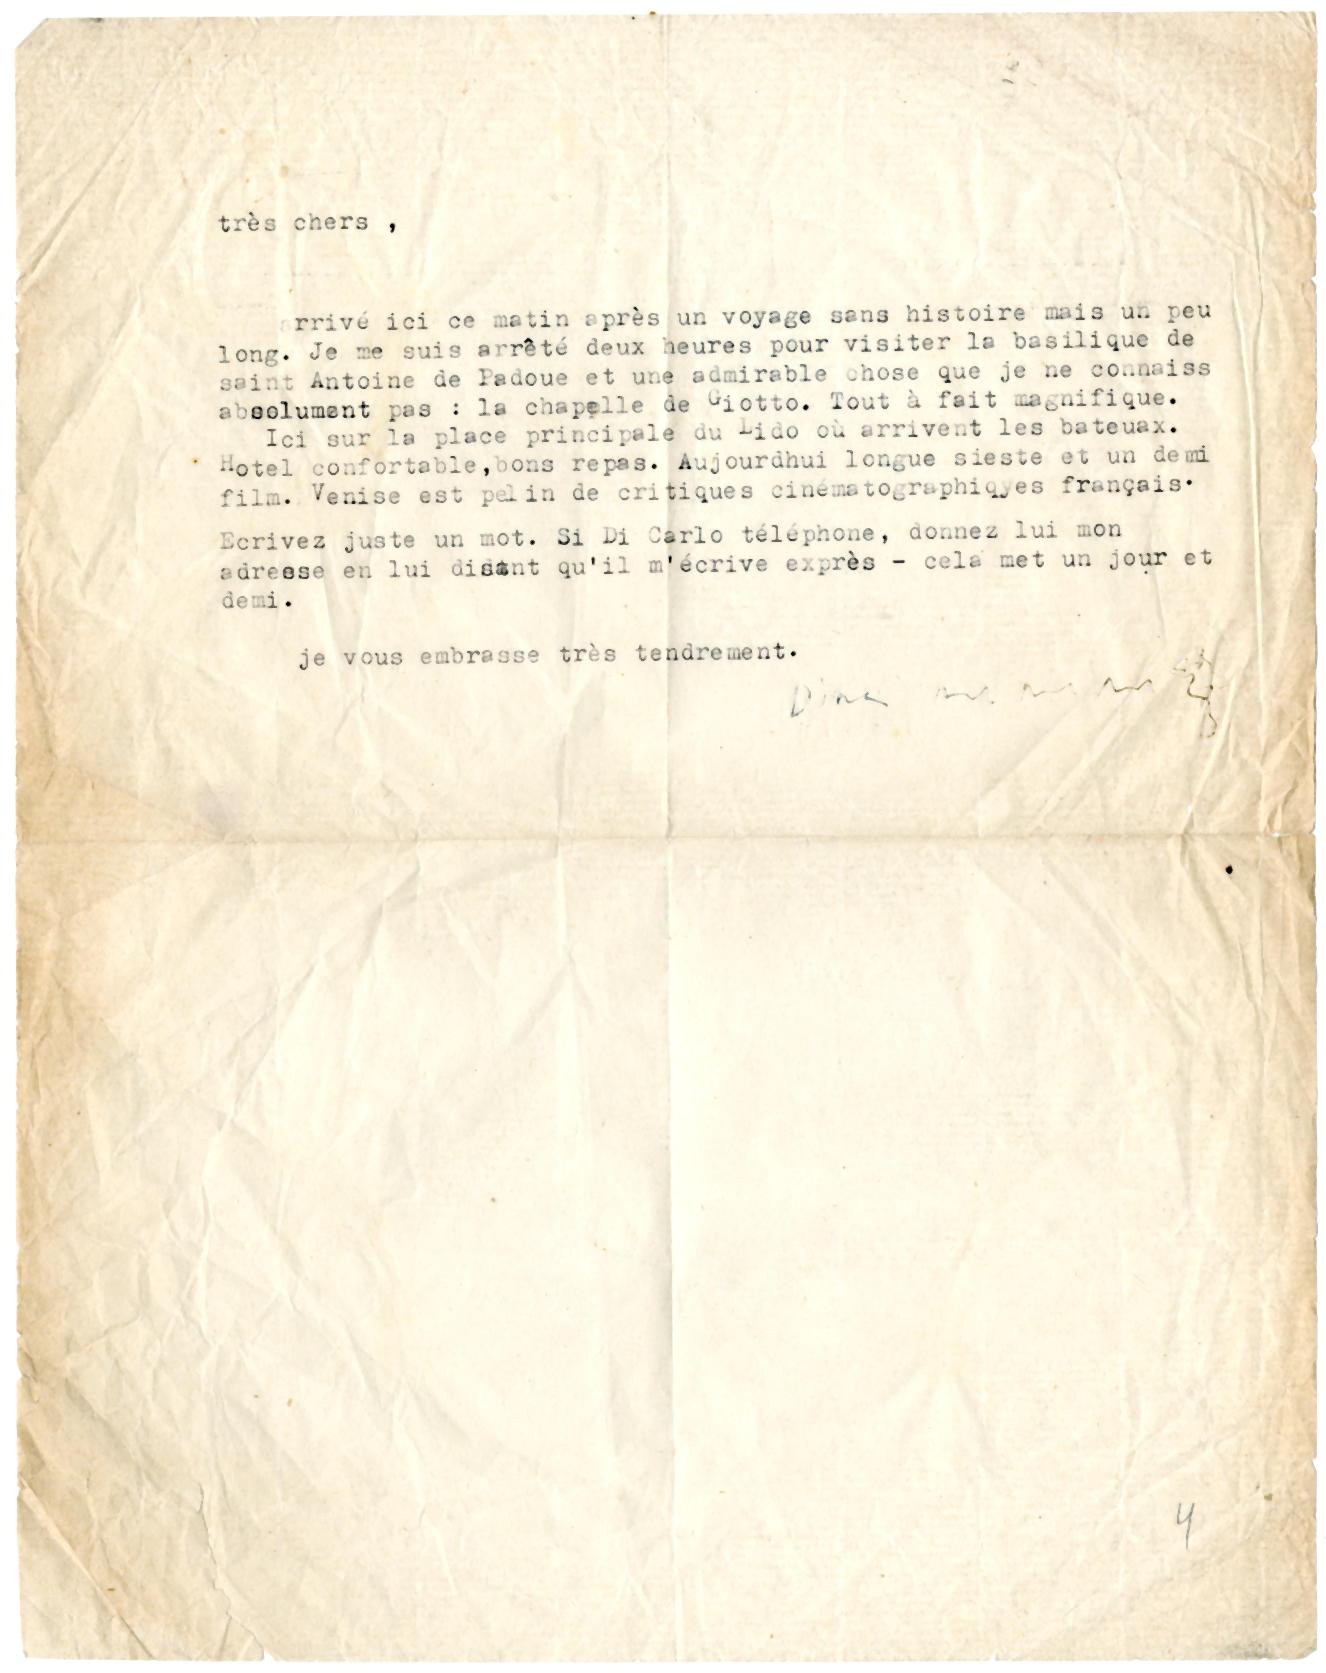 très chers ,
arrivé ici ce matin après un voyage sans histoire mais un peu
long. Je me suis arrêté deux heures pour visiter la basilique de
saint Antoine de Padoue et une admirable chose que je ne connaiss
absolument pas : la chapelle de Giotto. Tout à fait magnifique.
Ici sur la place principale du Lido où arrivent les bateuax.
Hotel confortable,bons repas. Aujourdhui longue sieste et un demi
film. Venise est pelin de critiques cinématographiqyes français.
Ecrivez juste un mot. Si Di Carlo téléphone, donnez lui mon
adresse en lui disant qu'il m'écrive exprès - cela met un jour et
demi.
je vous embrasse très tendrement.
4